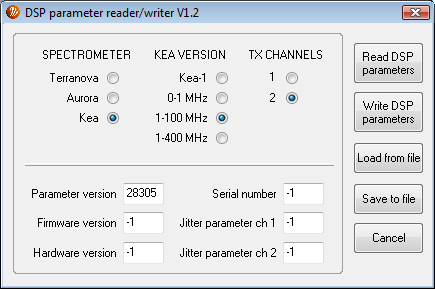 DSP parameter reader/writer V1.2
SPECTROMETER KEA VERSION TX CHANNELS
Terranova Kea-1 1
Aurora 0-1 MHz 2
Kea 1-100 MHz
1-400 MHz
Parameter version 28305 Serial number -1
Firmware version -1 Jitter parameter ch 1 -1
Hardware version -1 Jitter parameter ch 2 -1
Read DSP
parameters
Write DSP
parameters
Load from file
Save to file
Cancel